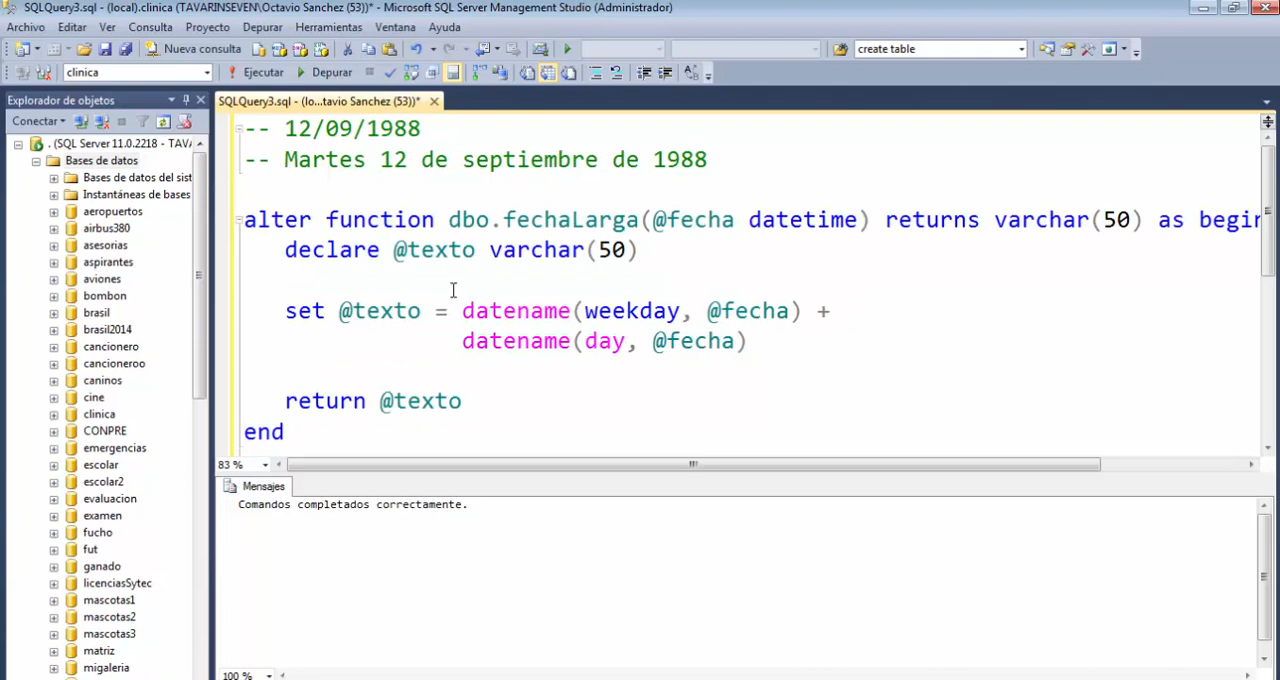 SQLQuery3.sql - (local).clinica (TAVARINSEVEN\Octavio Sanchez (53))* - Microsoft SQL Server Management Studio (Administrador)
Archivo Editar Ver Consulta Proyecto Depurar Herramientas Ventana Ayuda
Nueva consulta create table
clinica Ejecutar Depurar
Explorador de objetos
Conectar
. (SQL Server 11.0.2218 - TAVA
Bases de datos
Bases de datos del sist
Instantáneas de bases
aeropuertos
airbus380
asesorias
aspirantes
aviones
bombon
brasil
brasil2014
cancionero
cancioneroo
caninos
cine
clinica
CONPRE
emergencias
escolar
escolar2
evaluacion
examen
fucho
fut
ganado
licenciasSytec
mascotas1
mascotas2
mascotas3
matriz
migaleria
SQLQuery3.sql - (lo...tavio Sanchez (53))*
-- 12/09/1988
-- Martes 12 de septiembre de 1988
alter function dbo.fechaLarga(@fecha datetime) returns varchar(50) as begin
declare @texto varchar(50)
set @texto = datename(weekday, @fecha) +
datename(day, @fecha)
return @texto
end
83 %
Mensajes
Comandos completados correctamente.
100 %